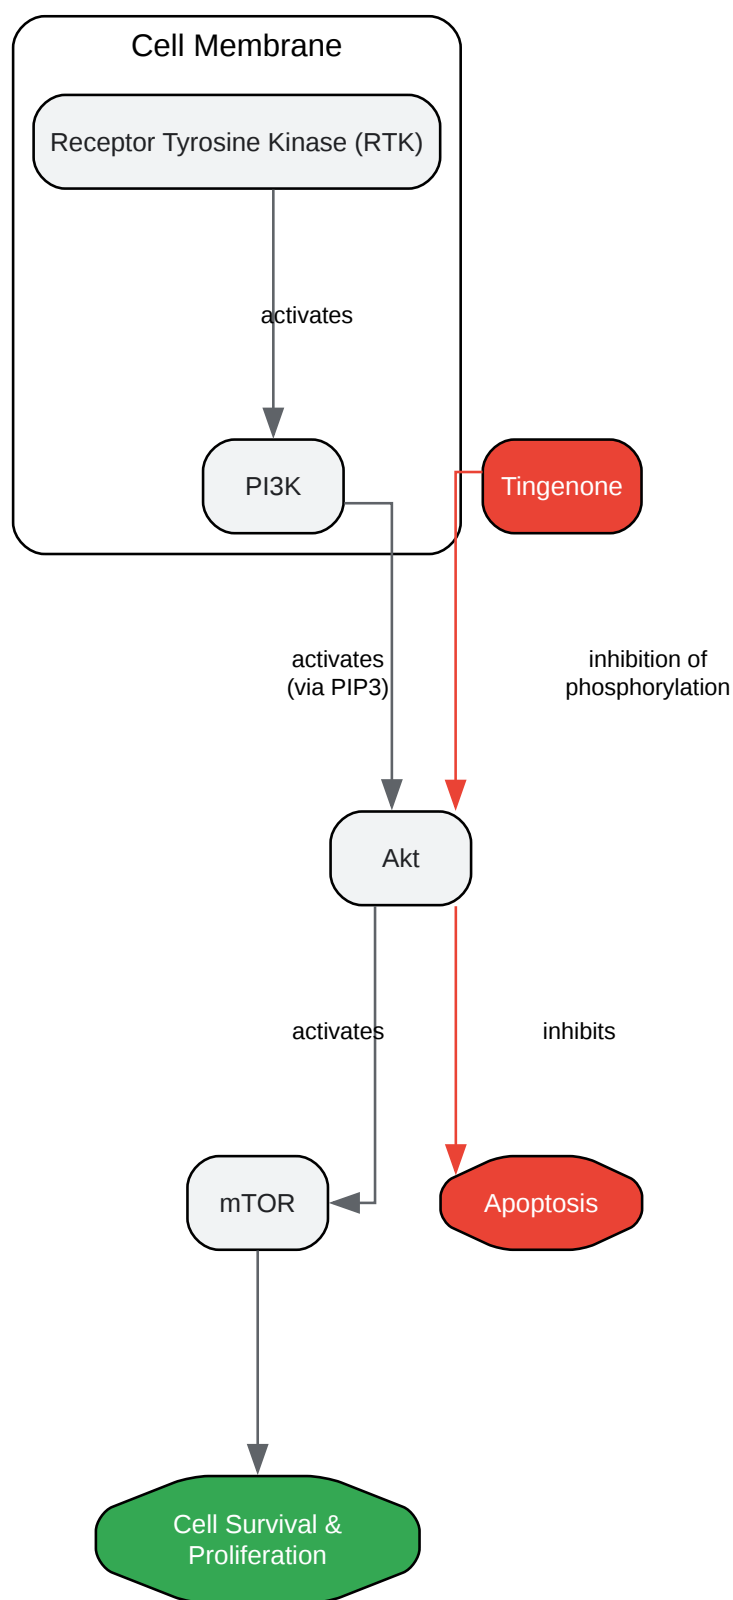 Cell Membrane
Receptor Tyrosine Kinase (RTK)
activates
PI3K
Tingenone
activates
(via PIP3)
inhibition of
phosphorylation
Akt
activates
inhibits
mTOR
Apoptosis
Cell Survival &
Proliferation